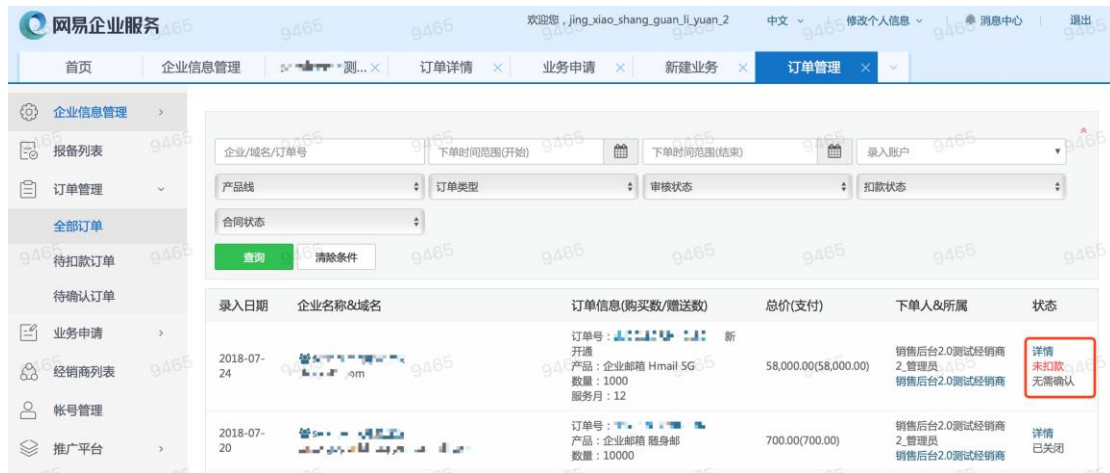 网易企业服务
欢迎您，jing_xiao_shang_guan_li_yuan_2 中文 修改个人信息 消息中心 退出
首页 企业信息管理 测... × 订单详情 × 业务申请 × 新建业务 × 订单管理 ×
企业信息管理
报备列表
订单管理
全部订单
待扣款订单
待确认订单
业务申请
经销商列表
帐号管理
推广平台
企业/域名/订单号 下单时间范围(开始) 下单时间范围(结束) 录入账户
产品线 订单类型 审核状态 扣款状态
合同状态
查询 清除条件
录入日期 企业名称&域名 订单信息(购买数/赠送数) 总价(支付) 下单人&所属 状态
2018-07-
24
om
订单号： 新
开通
产品：企业邮箱 Hmail 5G
数量：1000
服务月：12
58,000.00(58,000.00)
销售后台2.0测试经销商
2_管理员
销售后台2.0测试经销商
详情
未扣款
无需确认
2018-07-
20
订单号：
产品：企业邮箱 随身邮
数量：10000
700.00(700.00)
销售后台2.0测试经销商
2_管理员
销售后台2.0测试经销商
详情
已关闭
9465